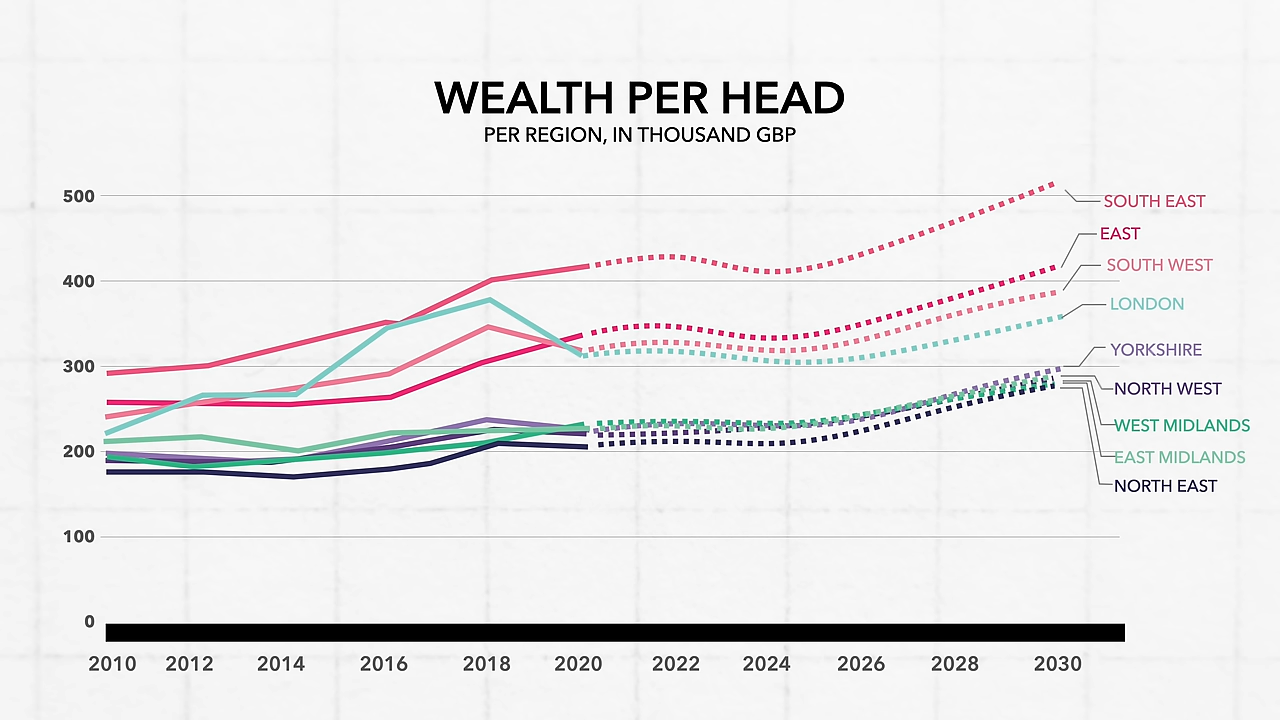 WEALTH PER HEAD
PER REGION, IN THOUSAND GBP
500
400
300
200
100
0
SOUTH EAST
EAST
SOUTH WEST
LONDON
YORKSHIRE
NORTH WEST
WEST MIDLANDS
EAST MIDLANDS
NORTH EAST
2010 2012 2014 2016 2018 2020 2022 2024 2026 2028 2030